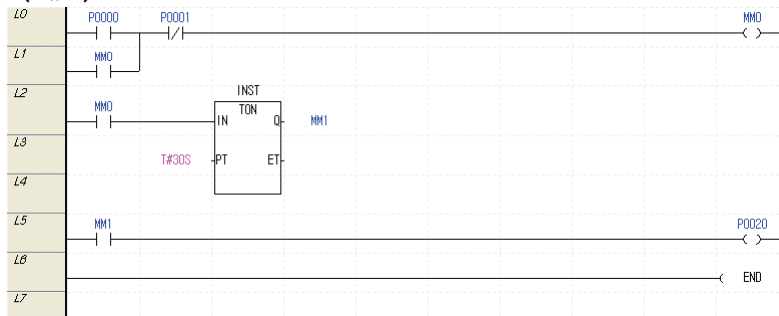 L0 P0000 P0001 MM0
L1 MM0
L2 INST
MM0 TON
IN Q MM1
L3 T#30S PT ET
L4
L5 MM1 P0020
L6 END
L7